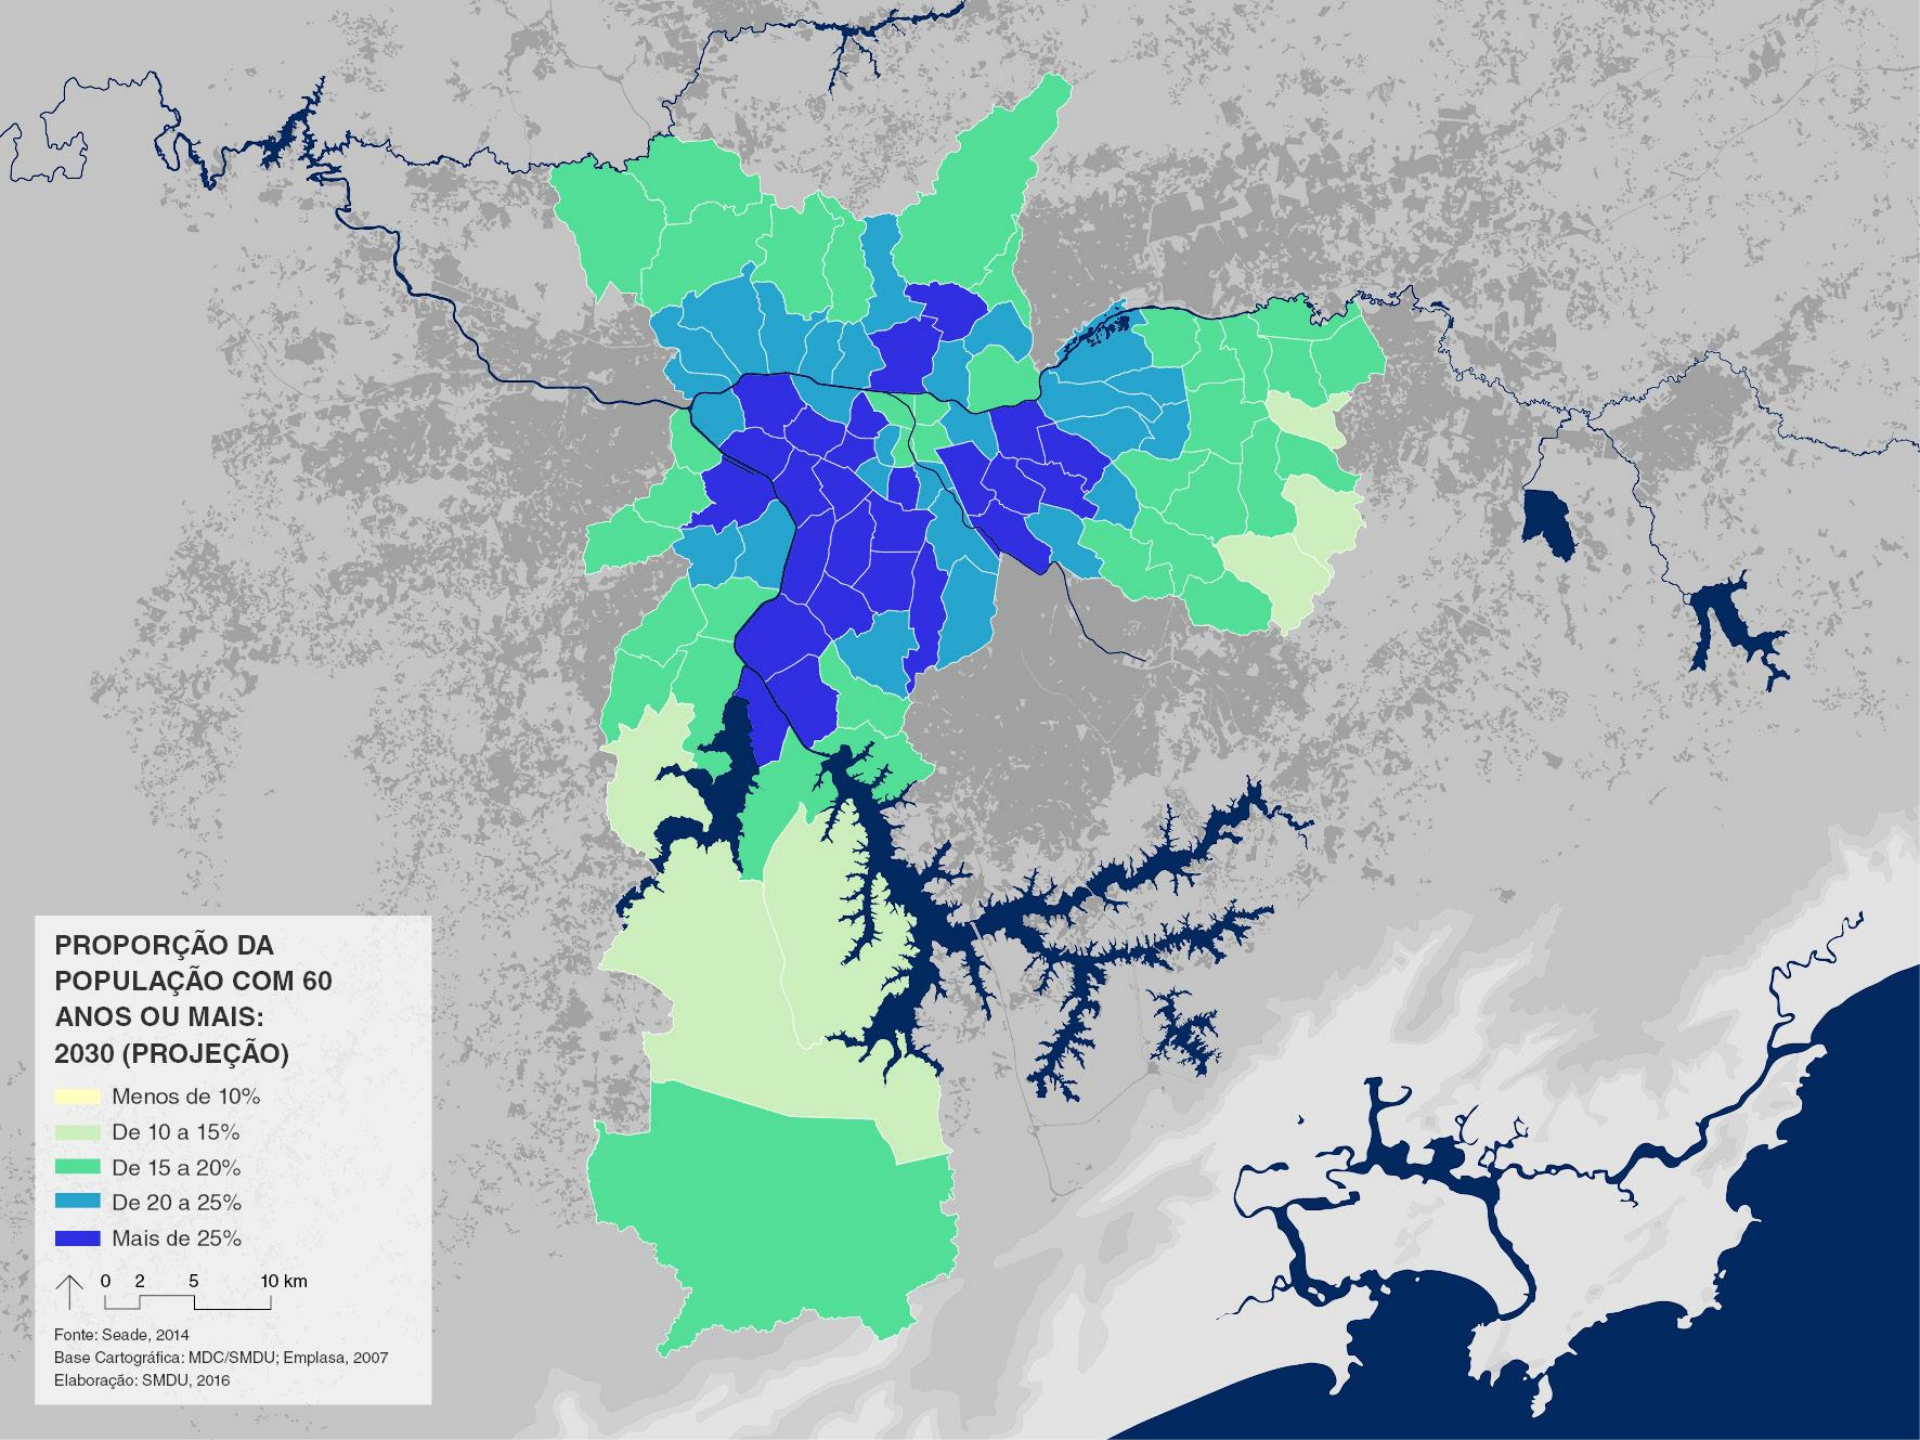 PROPORÇÃO DA
POPULAÇÃO COM 60
ANOS OU MAIS:
2030 (PROJEÇÃO)
Menos de 10%
De 10 a 15%
De 15 a 20%
De 20 a 25%
Mais de 25%
0 2 5 10 km
Fonte: Seade, 2014
Base Cartográfica: MDC/SMDU; Emplasa, 2007
Elaboração: SMDU, 2016